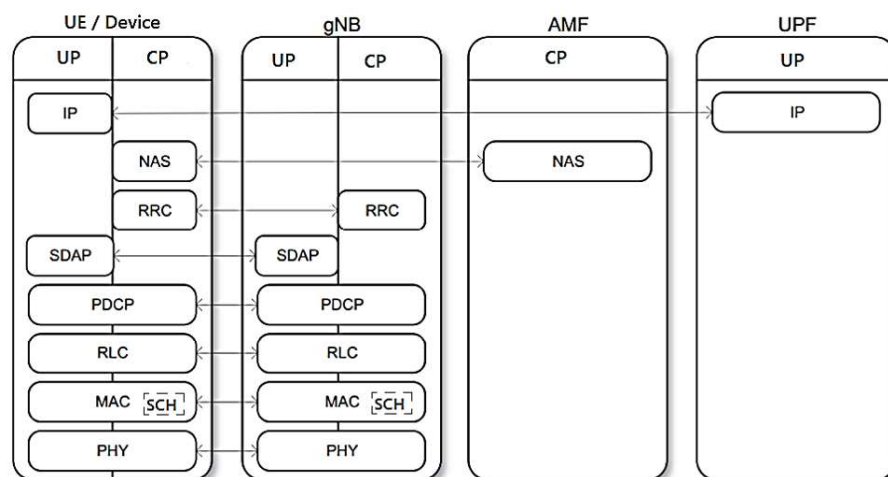 UE / Device gNB AMF UPF
UP CP UP CP CP UP
IP IP
NAS NAS
RRC RRC
SDAP SDAP
PDCP PDCP
RLC RLC
MAC SCH MAC SCH
PHY PHY